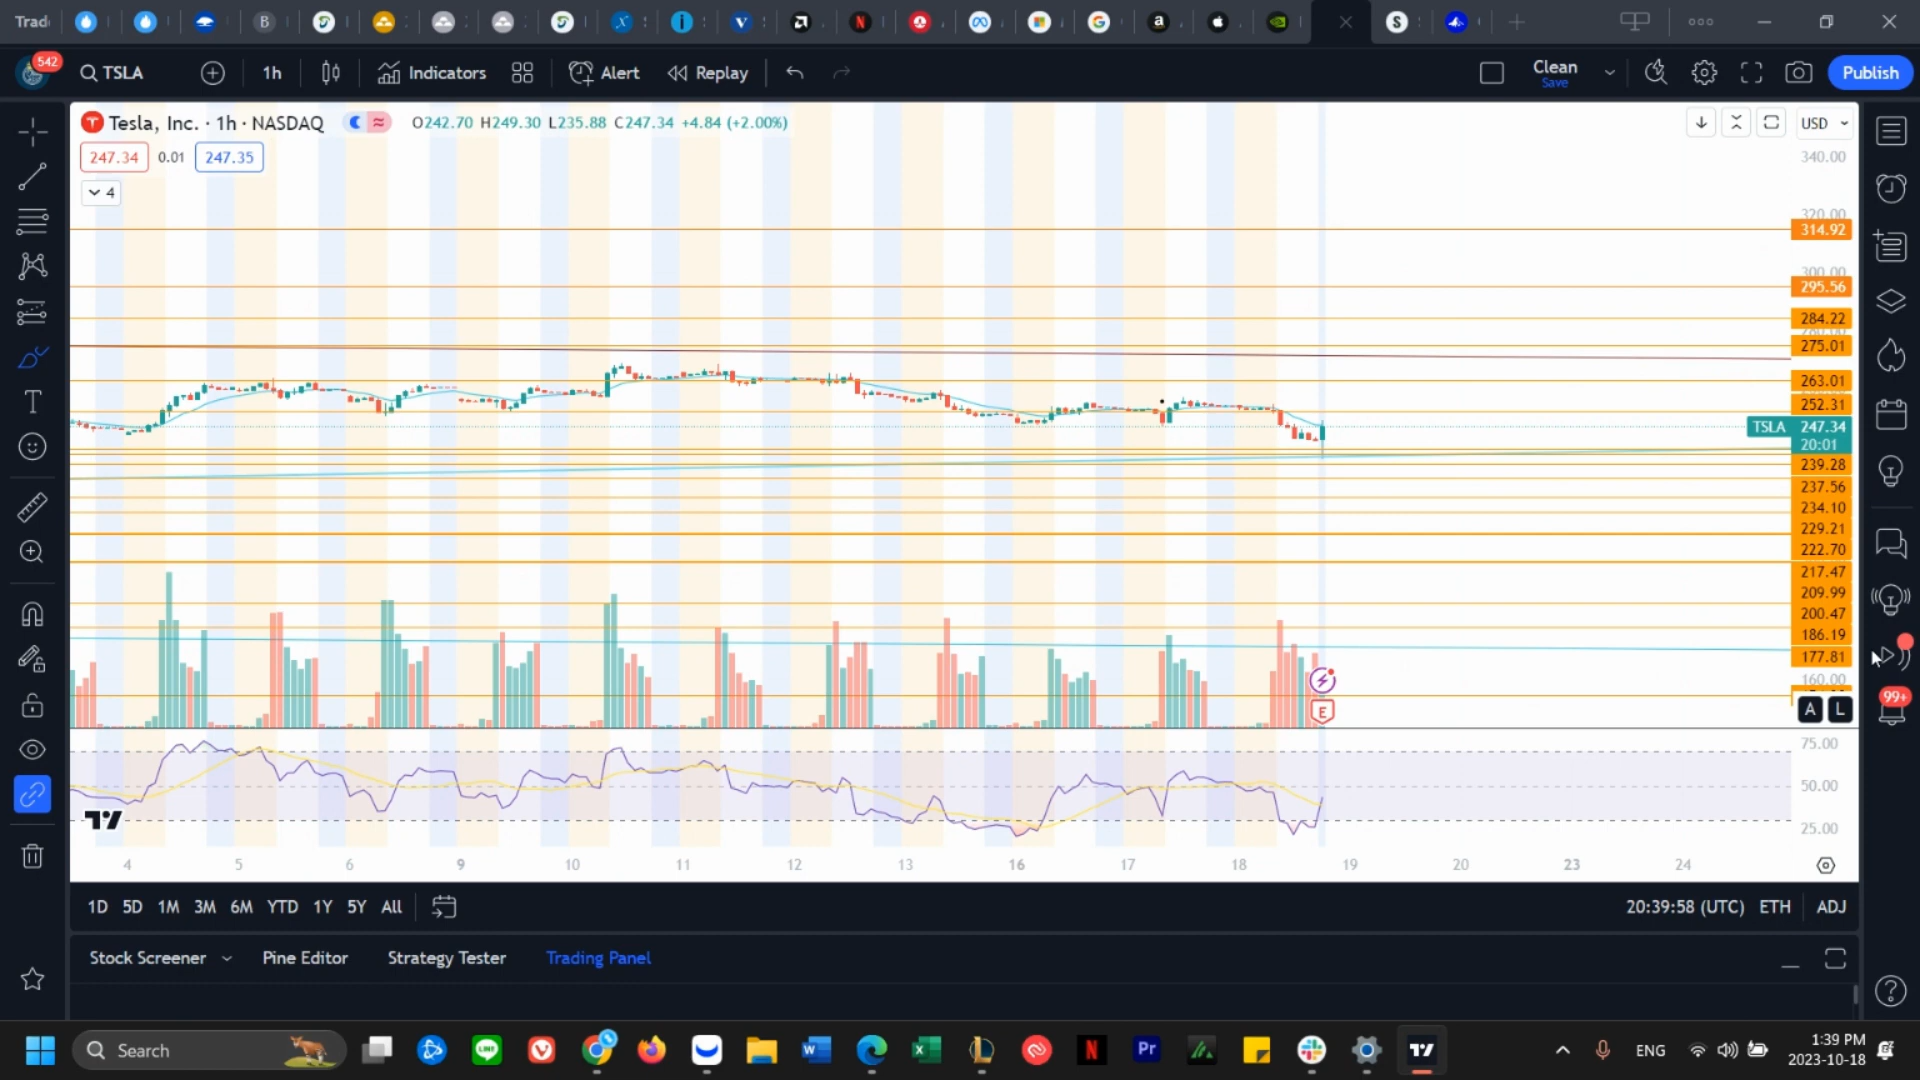 Trad
B
542
TSLA
1h
Indicators
Alert
Replay
Clean
Save
Publish
Tesla, Inc. · 1h · NASDAQ
O242.70 H249.30 L235.88 C247.34 +4.84 (+2.00%)
USD
247.34 0.01 247.35
4
340.00
320.00
314.92
300.00
295.56
284.22
275.01
263.01
252.31
TSLA 247.34
20:01
239.28
237.56
234.10
229.21
222.70
217.47
209.99
200.47
186.19
177.81
160.00
99+
E
A L
75.00
50.00
25.00
4 5 6 9 10 11 12 13 16 17 18 19 20 23 24
1D 5D 1M 3M 6M YTD 1Y 5Y All
20:39:58 (UTC) ETH ADJ
Stock Screener Pine Editor Strategy Tester Trading Panel
Search
ENG
1:39 PM
2023-10-18